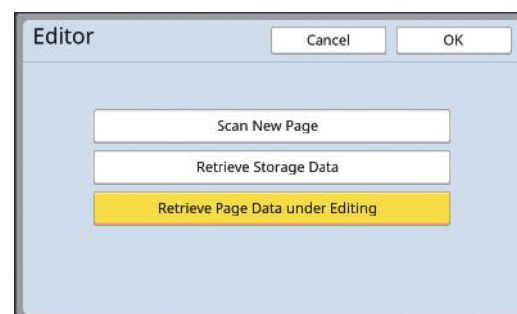 Editor
Cancel
OK
Scan New Page
Retrieve Storage Data
Retrieve Page Data under Editing